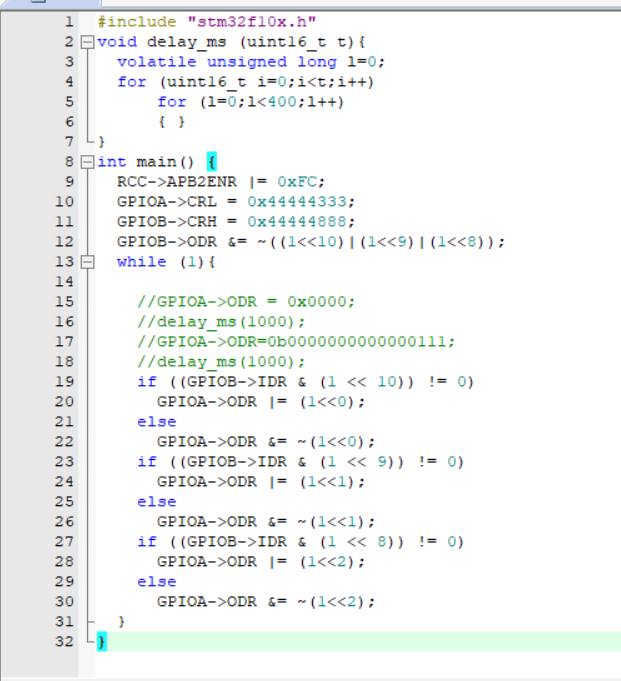 1 #include "stm32f10x.h"
2 void delay_ms (uint16_t t){
3 volatile unsigned long l=0;
4 for (uint16_t i=0;i<t;i++)
5 for (l=0;l<400;l++)
6 { }
7 }
8 int main() {
9 RCC->APB2ENR |= 0xFC;
10 GPIOA->CRL = 0x44444333;
11 GPIOB->CRH = 0x44444888;
12 GPIOB->ODR &= ~((1<<10)|(1<<9)|(1<<8));
13 while (1){
14
15 //GPIOA->ODR = 0x0000;
16 //delay_ms(1000);
17 //GPIOA->ODR=0b0000000000000111;
18 //delay_ms(1000);
19 if ((GPIOB->IDR & (1 << 10)) != 0)
20 GPIOA->ODR |= (1<<0);
21 else
22 GPIOA->ODR &= ~(1<<0);
23 if ((GPIOB->IDR & (1 << 9)) != 0)
24 GPIOA->ODR |= (1<<1);
25 else
26 GPIOA->ODR &= ~(1<<1);
27 if ((GPIOB->IDR & (1 << 8)) != 0)
28 GPIOA->ODR |= (1<<2);
29 else
30 GPIOA->ODR &= ~(1<<2);
31 }
32 }